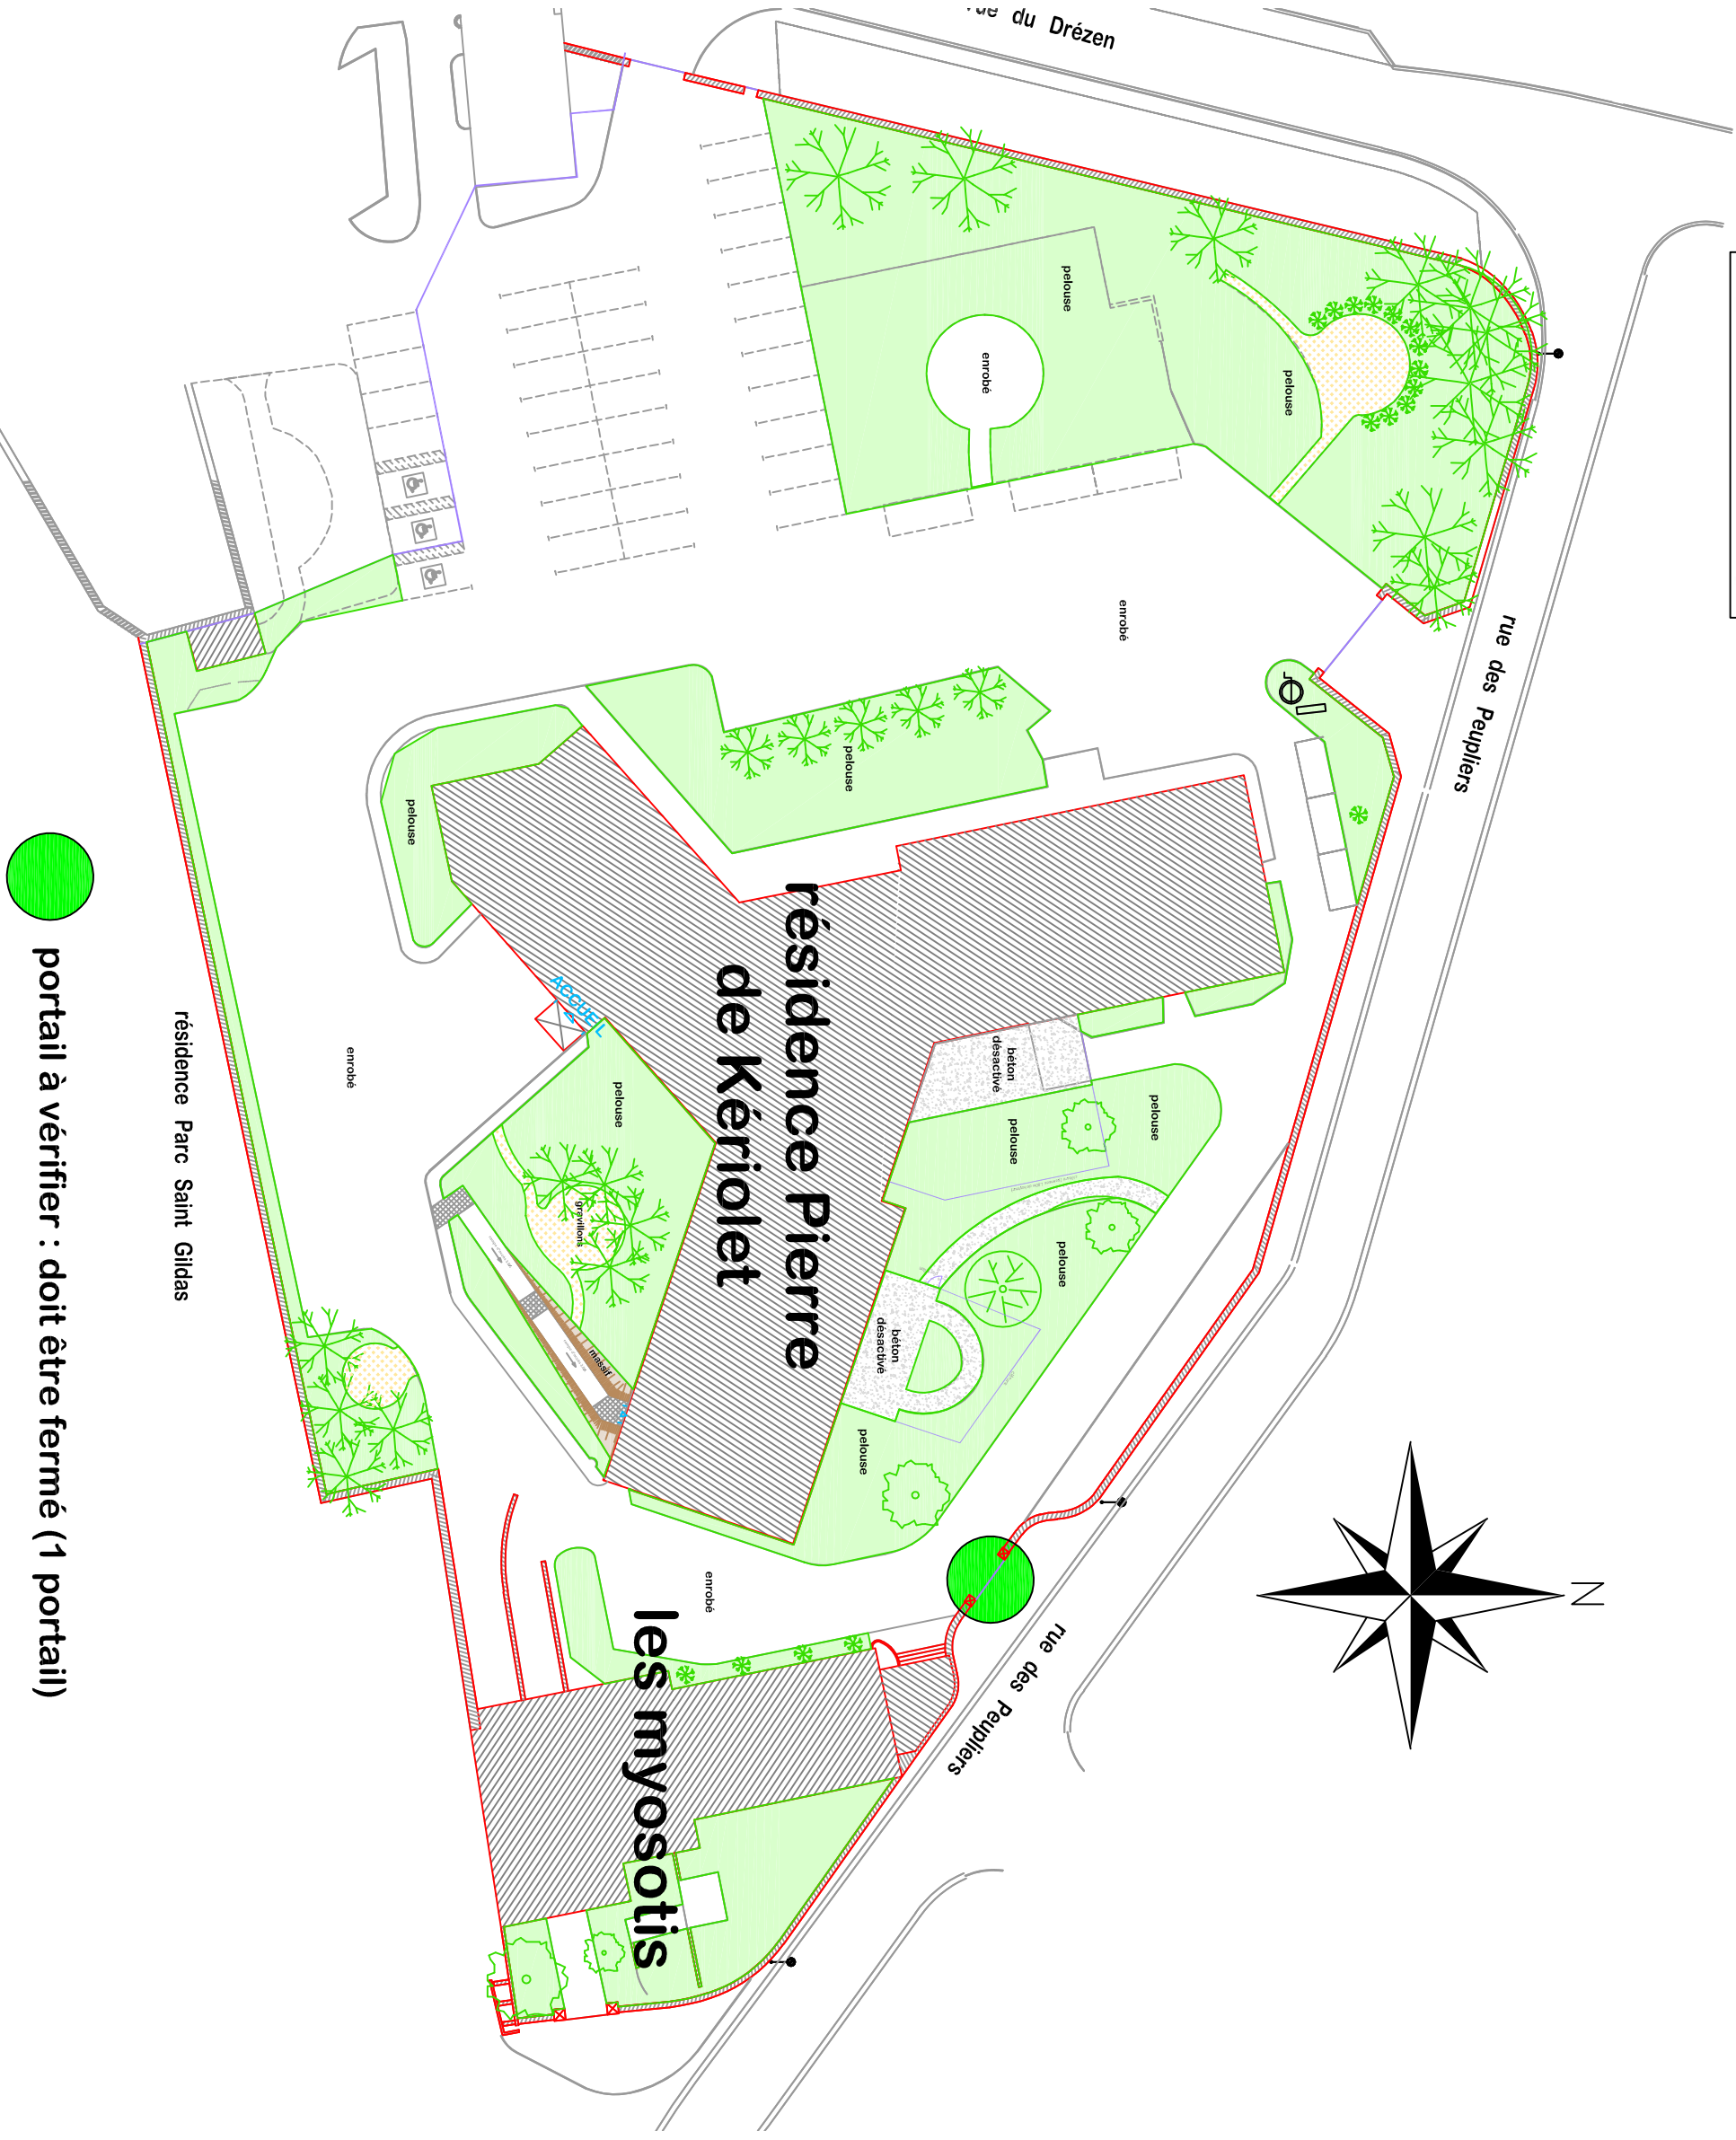 rue du Drézen
pelouse
enrobé
pelouse
enrobé
rue des Peupliers
pelouse
pelouse
résidence Pierre
de Kériolet
ACCUEIL
béton
désactivé
pelouse
pelouse
pelouse
pelouse
gravillons
massif
béton
désactivé
pelouse
enrobé
résidence Parc Saint Gildas
enrobé
les myosotis
rue des Peupliers
N
portail à vérifier : doit être fermé (1 portail)